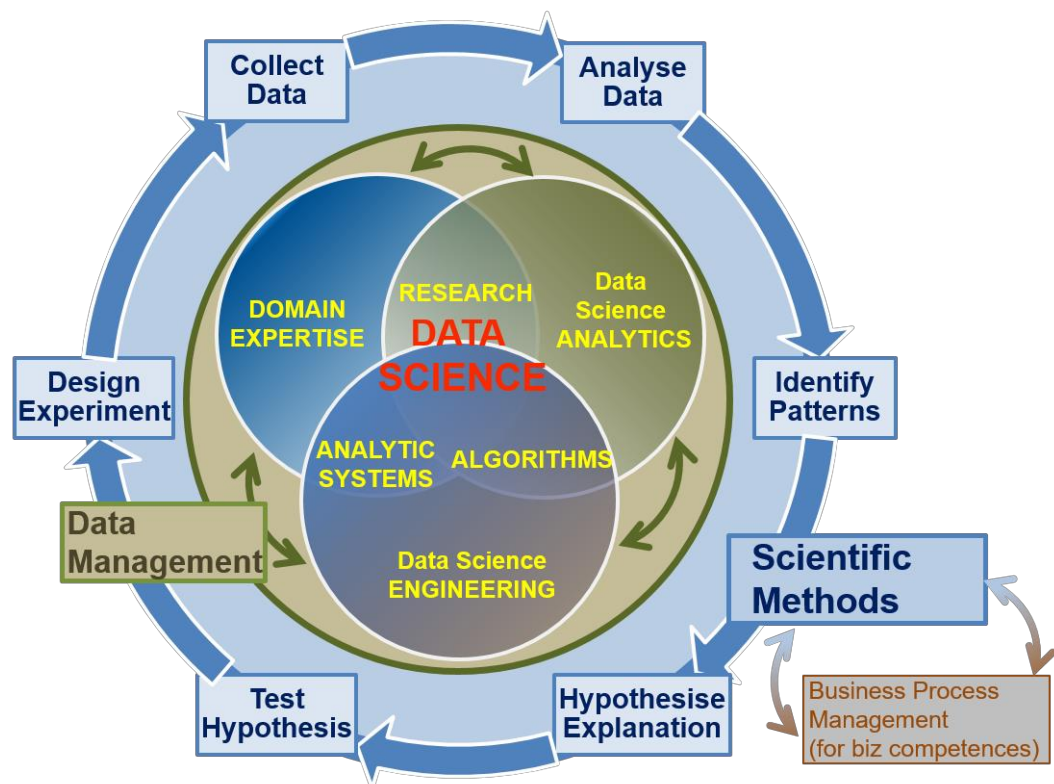 Collect
Data
Analyse
Data
RESEARCH
Data
Science
ANALYTICS
DOMAIN
EXPERTISE
DATA
SCIENCE
Design
Experiment
Identify
Patterns
ANALYTIC
SYSTEMS
ALGORITHMS
Data
Management
Data Science
ENGINEERING
Scientific
Methods
Test
Hypothesis
Hypothesise
Explanation
Business Process
Management
(for biz competences)